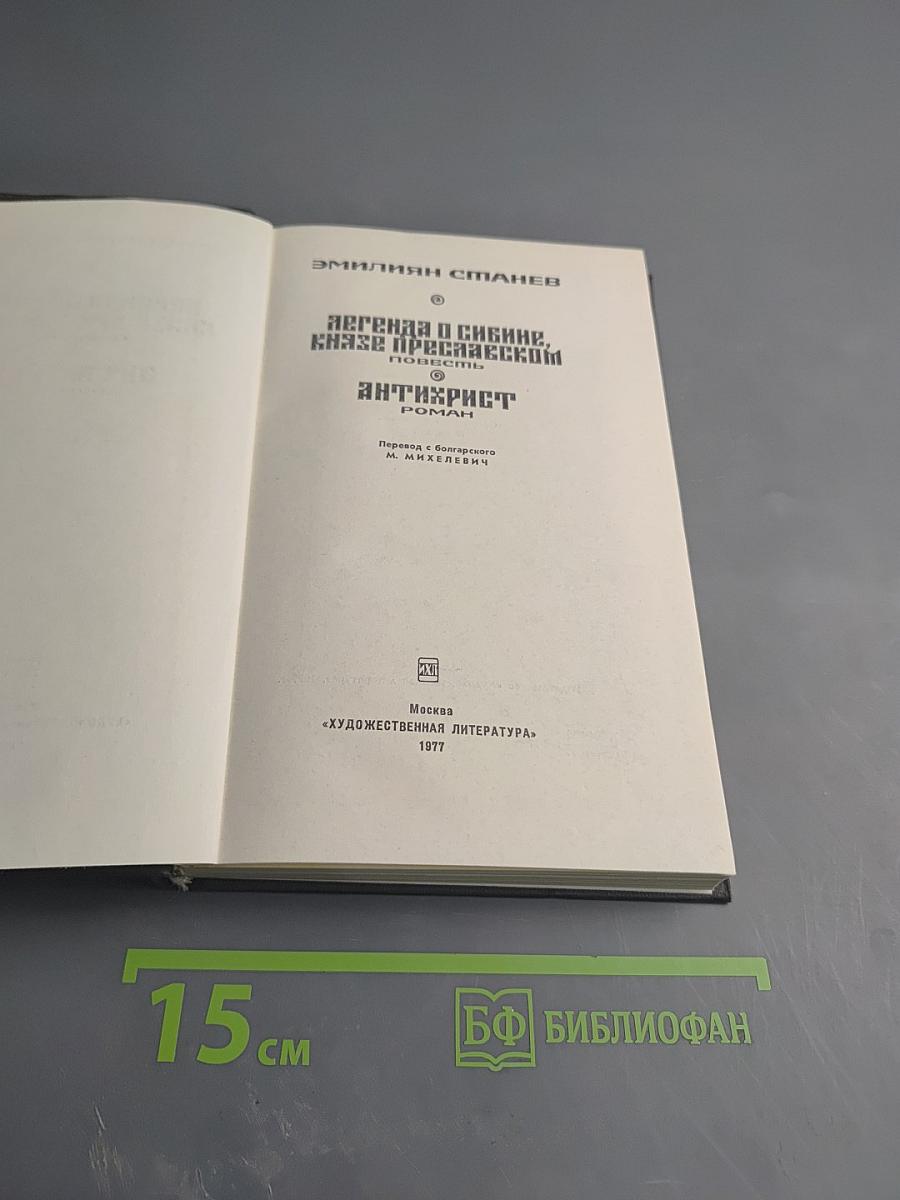 ЭМИЛИЯН СТАНЕВ
ЛЕГЕНДА О СИБИНЕ,
КНЯЗЕ ПРЕСЛАВСКОМ
ПОВЕСТЬ
АНТИХРИСТ
РОМАН
Перевод с болгарского
М. МИХЕЛЕВИЧ
ИХЛ
Москва
«ХУДОЖЕСТВЕННАЯ ЛИТЕРАТУРА»
1977
15 см
БФ БИБЛИОФАН